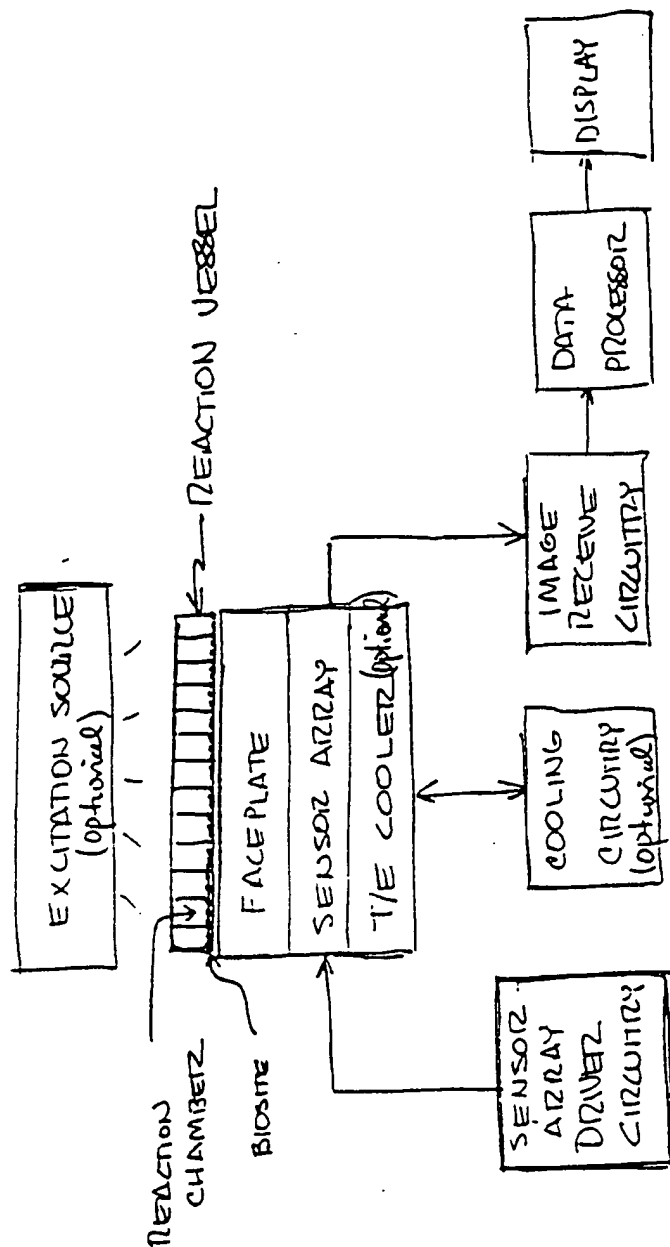 EXCITATION SOURCE
(optional)
REACTION VESSEL
REACTION
CHAMBER
BIOSITE
FACEPLATE
SENSOR ARRAY
T/E COOLER (optional)
SENSOR
ARRAY
DRIVER
CIRCUITRY
COOLING
CIRCUITRY
(optional)
IMAGE
RECEIVE
CIRCUITRY
DATA
PROCESSOR
DISPLAY